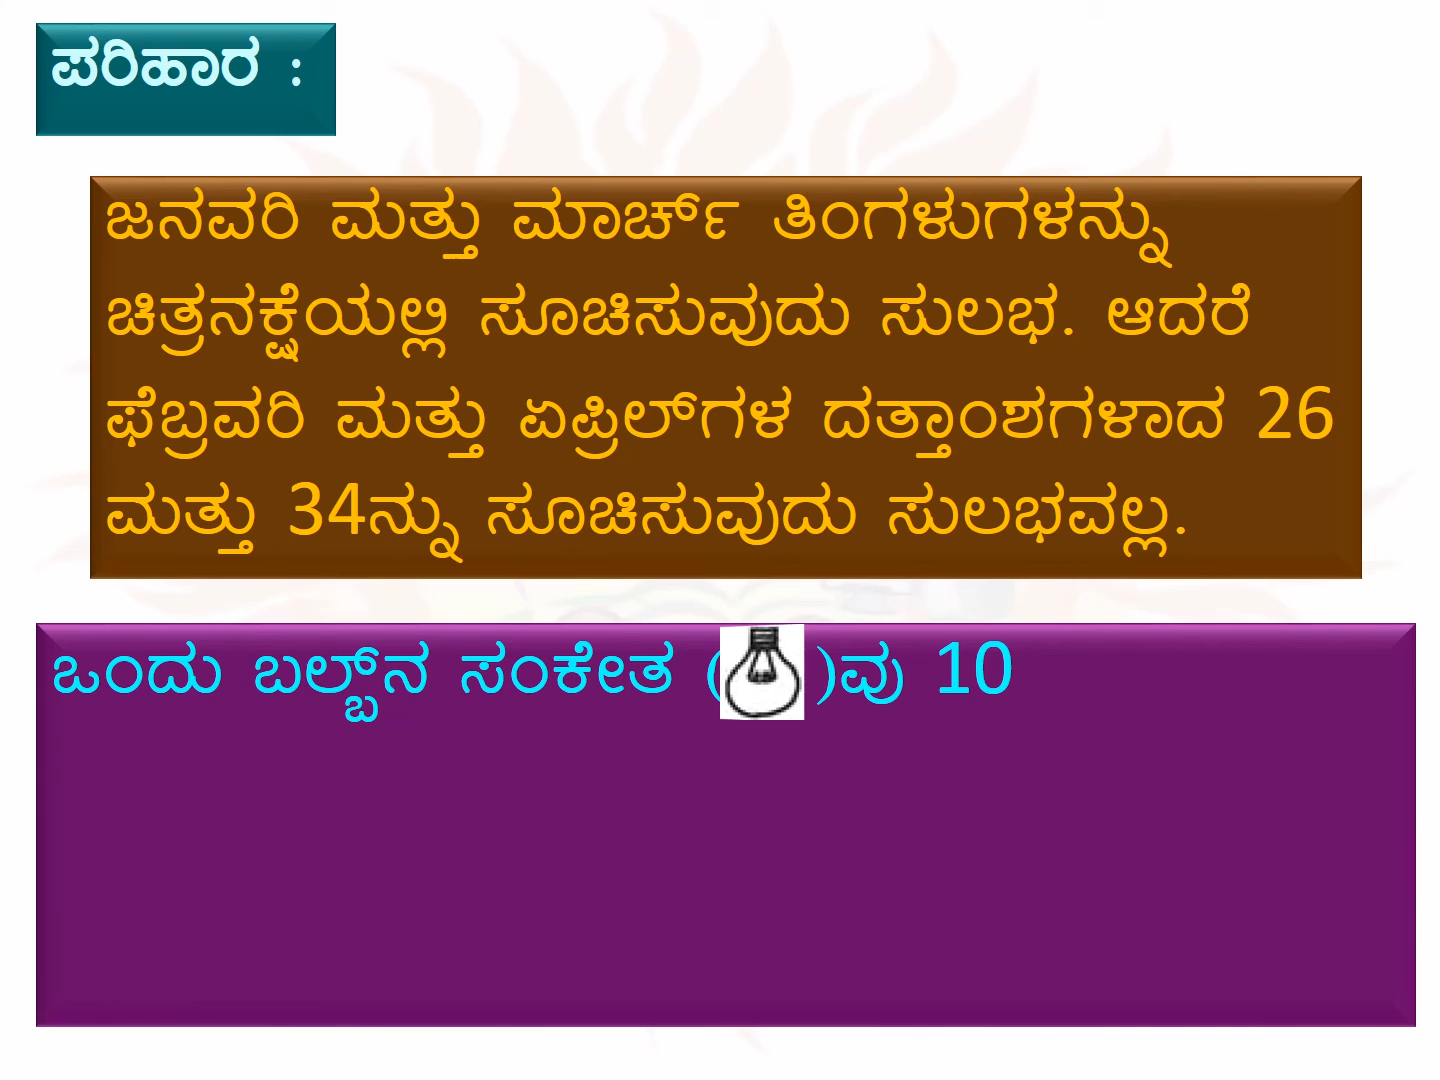 ಪರಿಹಾರ :
ಜನವರಿ ಮತ್ತು ಮಾರ್ಚ್ ತಿಂಗಳುಗಳನ್ನು
ಚಿತ್ರನಕ್ಷೆಯಲ್ಲಿ ಸೂಚಿಸುವುದು ಸುಲಭ. ಆದರೆ
ಫೆಬ್ರವರಿ ಮತ್ತು ಏಪ್ರಿಲ್‌ಗಳ ದತ್ತಾಂಶಗಳಾದ 26
ಮತ್ತು 34ನ್ನು ಸೂಚಿಸುವುದು ಸುಲಭವಲ್ಲ.
ಒಂದು ಬಲ್ಬ್‌ನ ಸಂಕೇತ ( )ವು 10